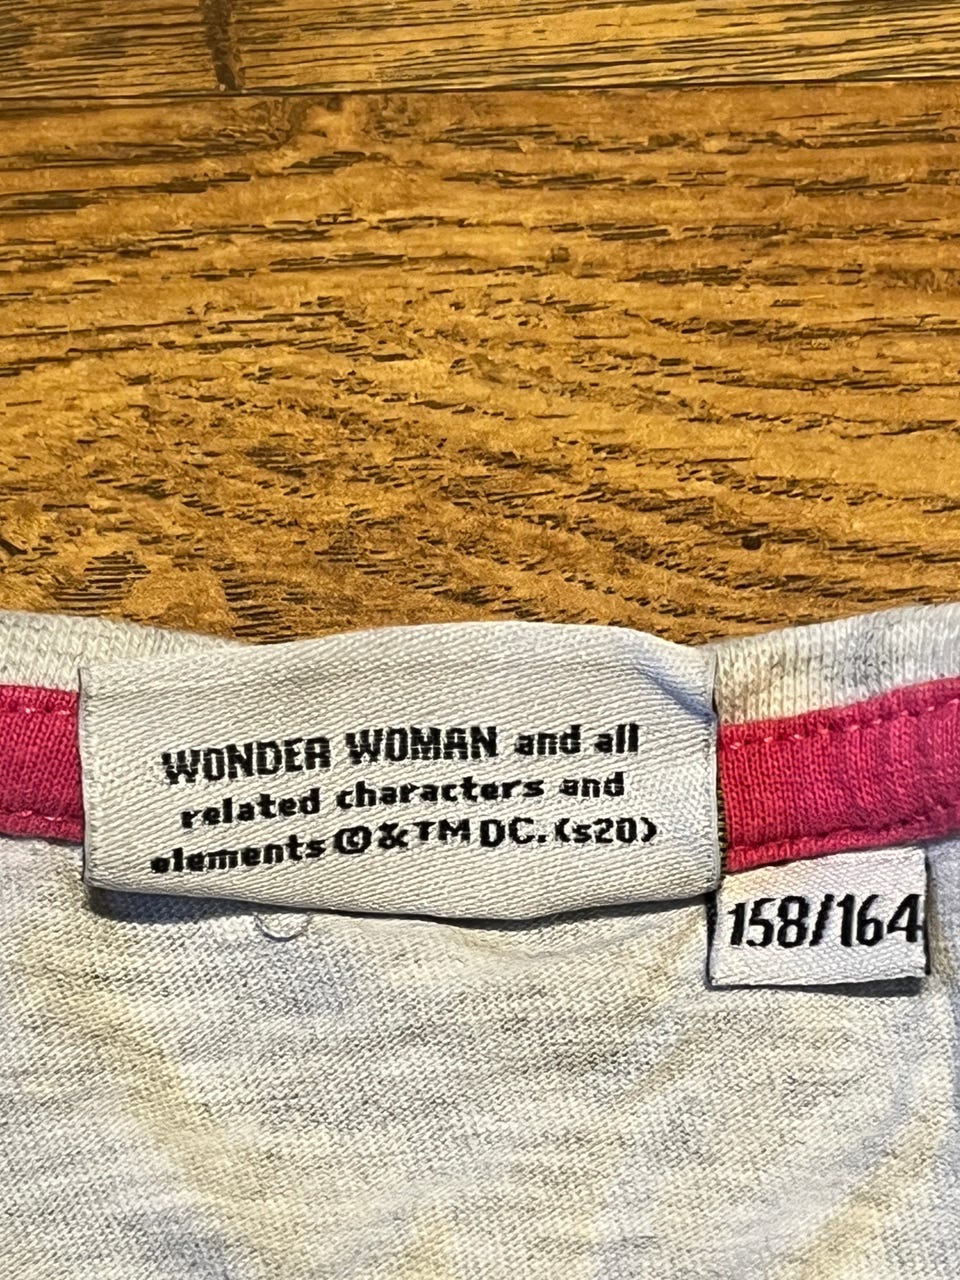 WONDER WOMAN and all
related characters and
elements © & ™ DC. (s20)
158/164